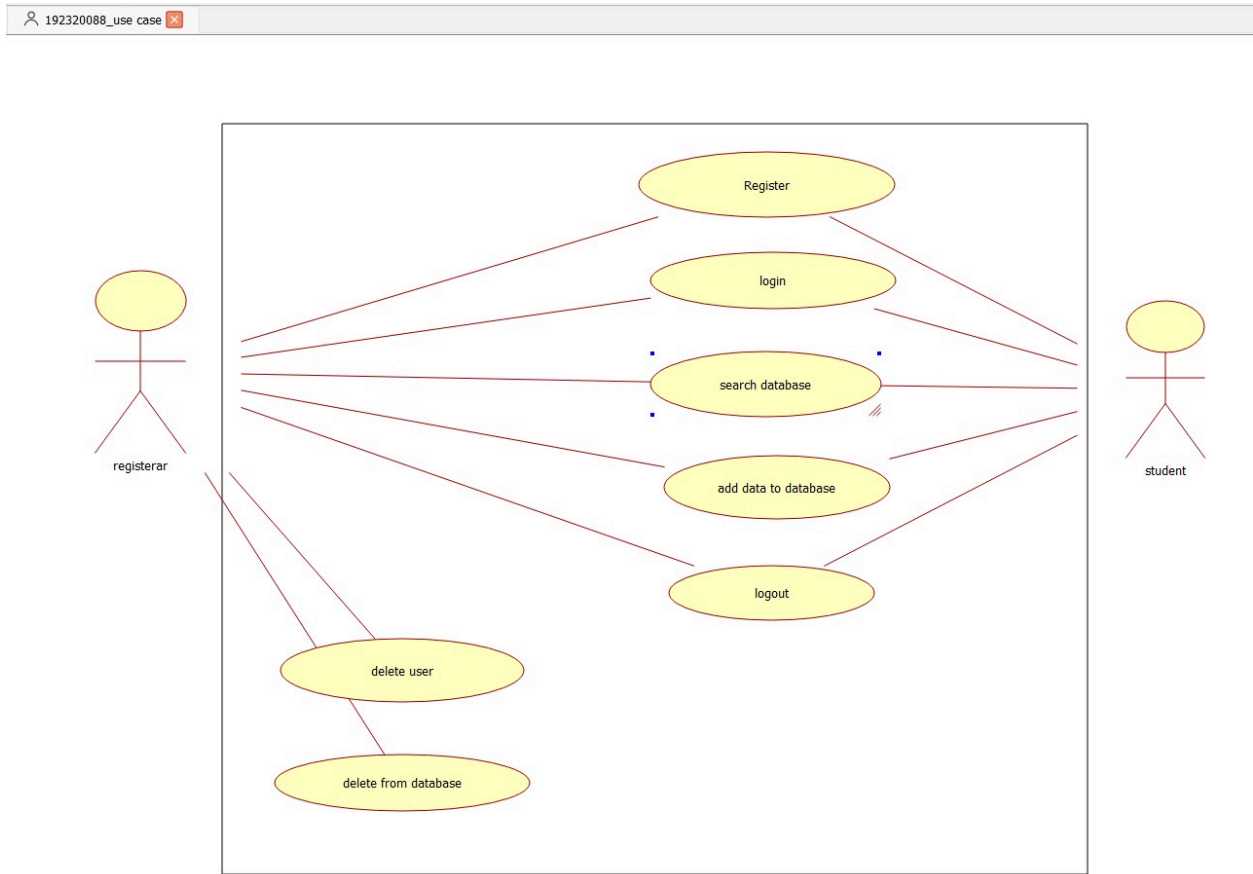 192320088_use case
Register
login
search database
registerar
student
add data to database
logout
delete user
delete from database